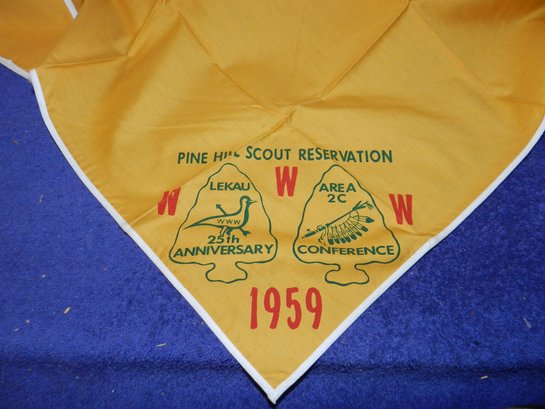 PINE HILL SCOUT RESERVATION
W W W
LEKAU
WWW
25th
ANNIVERSARY
AREA
2C
CONFERENCE
1959